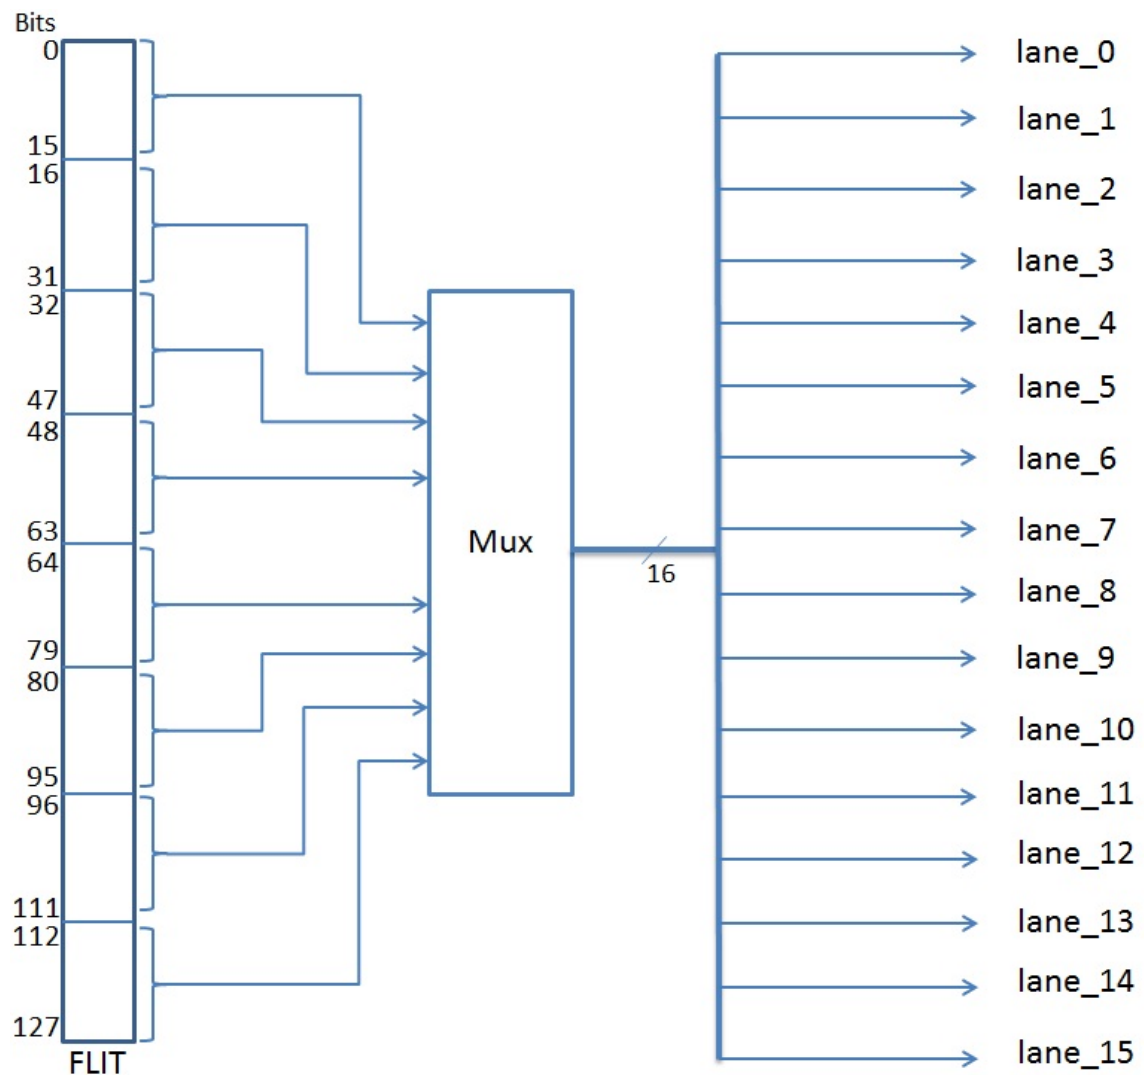 Bits
0
15
16
31
32
47
48
63
64
79
80
95
96
111
112
127
FLIT
Mux
16
lane_0
lane_1
lane_2
lane_3
lane_4
lane_5
lane_6
lane_7
lane_8
lane_9
lane_10
lane_11
lane_12
lane_13
lane_14
lane_15